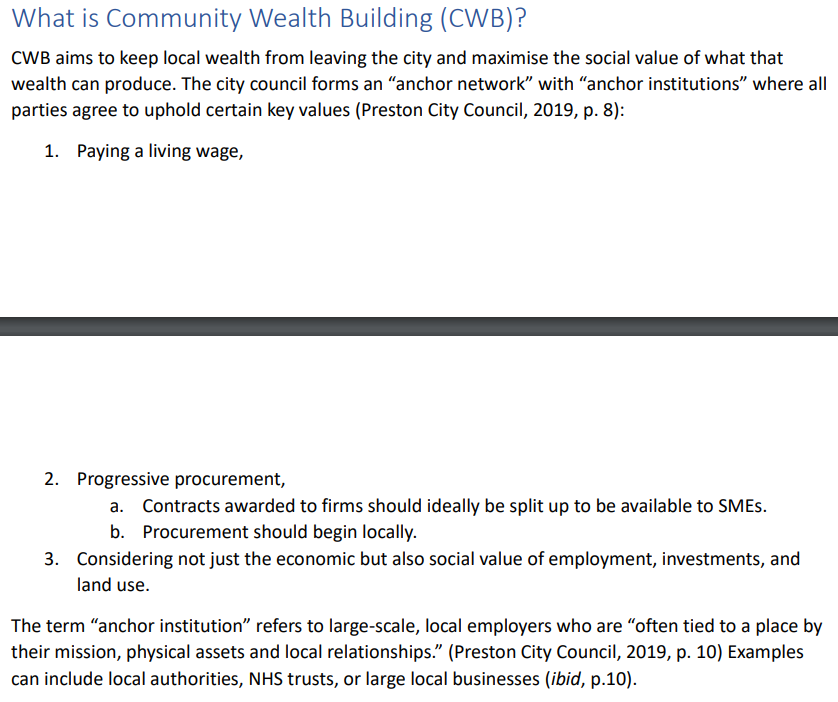 What is Community Wealth Building (CWB)?
CWB aims to keep local wealth from leaving the city and maximise the social value of what that
wealth can produce. The city council forms an “anchor network” with “anchor institutions” where all
parties agree to uphold certain key values (Preston City Council, 2019, p. 8):
1. Paying a living wage,
2. Progressive procurement,
a. Contracts awarded to firms should ideally be split up to be available to SMEs.
b. Procurement should begin locally.
3. Considering not just the economic but also social value of employment, investments, and
land use.
The term “anchor institution” refers to large-scale, local employers who are “often tied to a place by
their mission, physical assets and local relationships.” (Preston City Council, 2019, p. 10) Examples
can include local authorities, NHS trusts, or large local businesses (ibid, p.10).